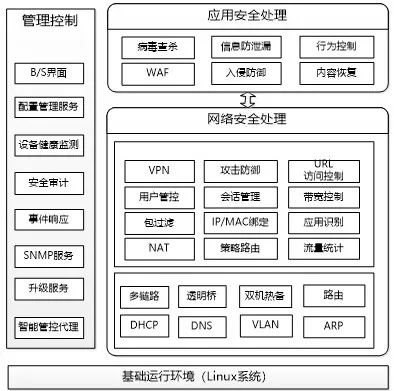 管理控制
B/S界面
配置管理服务
设备健康监测
安全审计
事件响应
SNMP服务
升级服务
智能管控代理
应用安全处理
病毒查杀 信息防泄漏 行为控制
WAF 入侵防御 内容恢复
网络安全处理
VPN 攻击防御 URL
访问控制
用户管控 会话管理 带宽控制
包过滤 IP/MAC绑定 应用识别
NAT 策略路由 流量统计
多链路 透明桥 双机热备 路由
DHCP DNS VLAN ARP
基础运行环境（Linux系统）